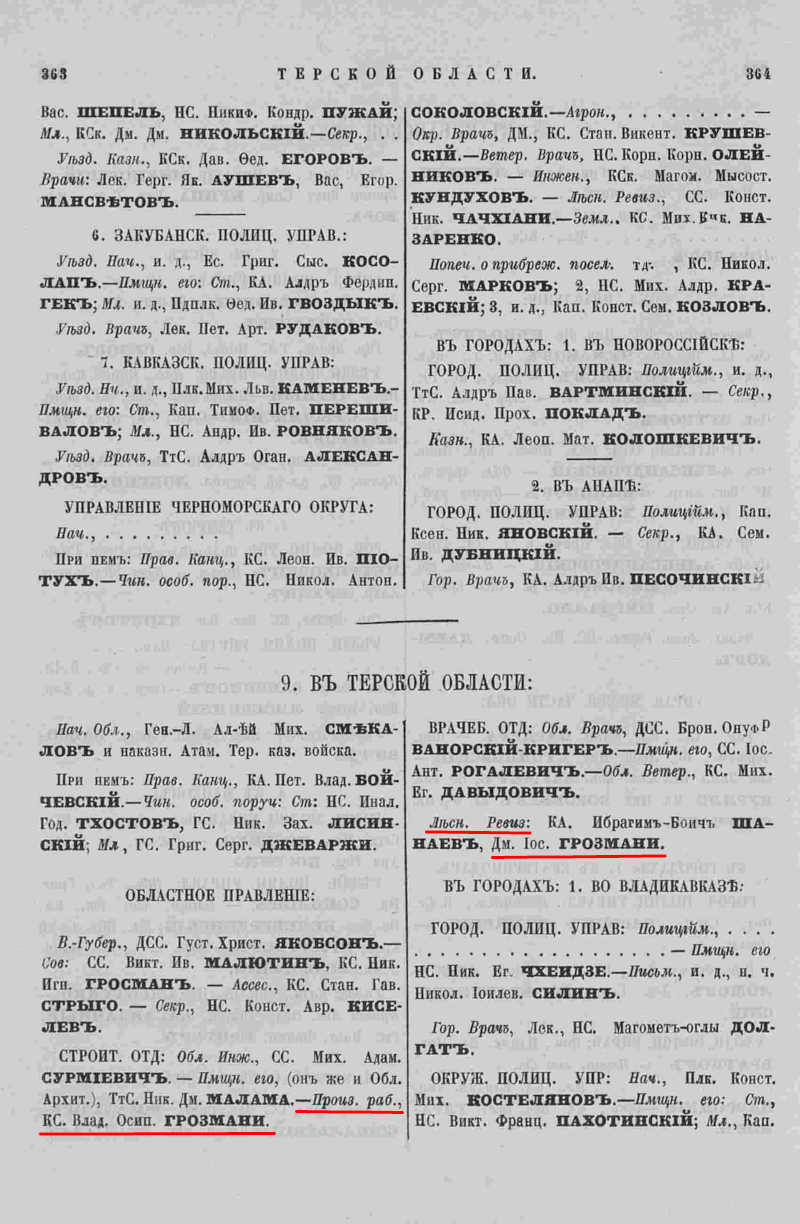 363
ТЕРСКОЙ ОБЛАСТИ.
364
Вас. ШЕПЕЛЬ, НС. Никиф. Кондр. ПУЖАЙ;
Мл., КСк. Дм. Дм. НИКОЛЬСКІЙ.—Секр., . .
Уѣзд. Казн., КСк. Дав. Ѳед. ЕГОРОВЪ. —
Врачи: Лек. Герг. Як. АУШЕВЪ, Вас, Егор.
МАНСВѢТОВЪ.
6. ЗАКУБАНСК. ПОЛИЦ. УПРАВ.:
Уѣзд. Нач., и. д., Ес. Григ. Сыс. КОСО-
ЛАПЪ.—Пмщн. его: Ст., КА. Алдръ Фердин.
ГЕКЪ; Мл. и. д., Пдплк. Ѳед. Ив. ГВОЗДЫКЪ.
Уѣзд. Врачъ, Лек. Пет. Арт. РУДАКОВЪ.
7. КАВКАЗСК. ПОЛИЦ. УПРАВ:
Уѣзд. Нч., и. д., Плк. Мих. Льв. КАМЕНЕВЪ.-
Пмщн. его: Ст., Кап. Тимоф. Пет. ПЕРЕПИ-
ВАЛОВЪ; Мл., НС. Андр. Ив. РОВНЯКОВЪ.
Уѣзд. Врачъ, ТтС. Алдръ Оган. АЛЕКСАН-
ДРОВЪ.
УПРАВЛЕНІЕ ЧЕРНОМОРСКАГО ОКРУГА:
Нач., . . . . . . . . .
При немъ: Прав. Канц., КС. Леон. Ив. ПІО-
ТУХЪ.—Чин. особ. пор., НС. Никол. Антон.
СОКОЛОВСКІЙ.—Агрон., . . . . . . . . . —
Окр. Врачъ, ДМ., КС. Стан. Викент. КРУШЕВ-
СКІЙ.—Ветер. Врачъ, НС. Корн. Корн. ОЛЕЙ-
НИКОВЪ. — Инжен., КСк. Магом. Мысост.
КУНДУХОВЪ. — Лѣсн. Ревиз., СС. Конст.
Ник. ЧАЧХІАНИ.—Земл., КС. Мих. НА-
ЗАРЕНКО.
Попеч. о прибреж. посел. , КС. Никол.
Серг. МАРКОВЪ; 2, НС. Мих. Алдр. КРА-
ЕВСКІЙ; 3, и. д., Кап. Конст. Сем. КОЗЛОВЪ.
ВЪ ГОРОДАХЪ: 1. ВЪ НОВОРОССІЙСКѢ:
ГОРОД. ПОЛИЦ. УПРАВ: Полиційм., и. д.,
ТтС. Алдръ Пав. ВАРТМИНСКІЙ. — Секр.,
КР. Исид. Прох. ПОКЛАДЪ.
Казн., КА. Леоп. Мат. КОЛОШКЕВИЧЪ.
2. ВЪ АНАПѢ:
ГОРОД. ПОЛИЦ. УПРАВ: Полиційм., Кап.
Ксен. Ник. ЯНОВСКІЙ. — Секр., КА. Сем.
Ив. ДУБНИЦКІЙ.
Гор. Врачъ, КА. Алдръ Ив. ПЕСОЧИНСКІЙ
9. ВЪ ТЕРСКОЙ ОБЛАСТИ:
Нач. Обл., Ген.-Л. Ал-ѣй Мих. СМѢКА-
ЛОВЪ и наказн. Атам. Тер. каз. войска.
При немъ: Прав. Канц., КА. Пет. Влад. БОЙ-
ЧЕВСКІЙ.—Чин. особ. поруч: Ст: НС. Инал.
Год. ТХОСТОВЪ, ГС. Ник. Зах. ЛИСИН-
СКІЙ; Мл., ГС. Григ. Серг. ДЖЕВАРЖИ.
ОБЛАСТНОЕ ПРАВЛЕНІЕ:
В.-Губер., ДСС. Густ. Христ. ЯКОБСОНЪ.—
Сов: СС. Викт. Ив. МАЛЮТИНЪ, КС. Ник.
Игн. ГРОСМАНЪ. — Ассес., КС. Стан. Гав.
СТРЫГО. — Секр., НС. Конст. Авр. КИСЕ-
ЛЕВЪ.
СТРОИТ. ОТД: Обл. Инж., СС. Мих. Адам.
СУРМІЕВИЧЪ. — Пмщн. его, (онъ же и Обл.
Архит.), ТтС. Ник. Дм. МАЛАМА.—Произ. раб.,
КС. Влад. Осип. ГРОЗМАНИ.
ВРАЧЕБ. ОТД: Обл. Врачъ, ДСС. Брон. Онуфр
ВАНОРСКІЙ-КРИГЕРЪ.—Пмщн. его, СС. Іос.
Ант. РОГАЛЕВИЧЪ.—Обл. Ветер., КС. Мих.
Ег. ДАВЫДОВИЧЪ.
Лѣсн. Ревиз: КА. Ибрагимъ-Боичъ ША-
НАЕВЪ, Дм. Іос. ГРОЗМАНИ.
ВЪ ГОРОДАХЪ: 1. ВО ВЛАДИКАВКАЗѢ:
ГОРОД. ПОЛИЦ. УПРАВ: Полиційм., . . . .
. . . . . . . . . . . . . . . . . . — Пмщн. его
НС. Ник. Ег. ЧХЕИДЗЕ.—Письм., и. д., н. ч.
Никол. Іоилев. СИЛИНЪ.
Гор. Врачъ, Лек., НС. Магометъ-оглы ДОЛ-
ГАТЪ.
ОКРУЖ. ПОЛИЦ. УПР: Нач., Плк. Конст.
Мих. КОСТЕЛЯНОВЪ.—Пмщн. его: Ст.,
НС. Викт. Франц. ПАХОТИНСКІЙ; Мл., Кап.